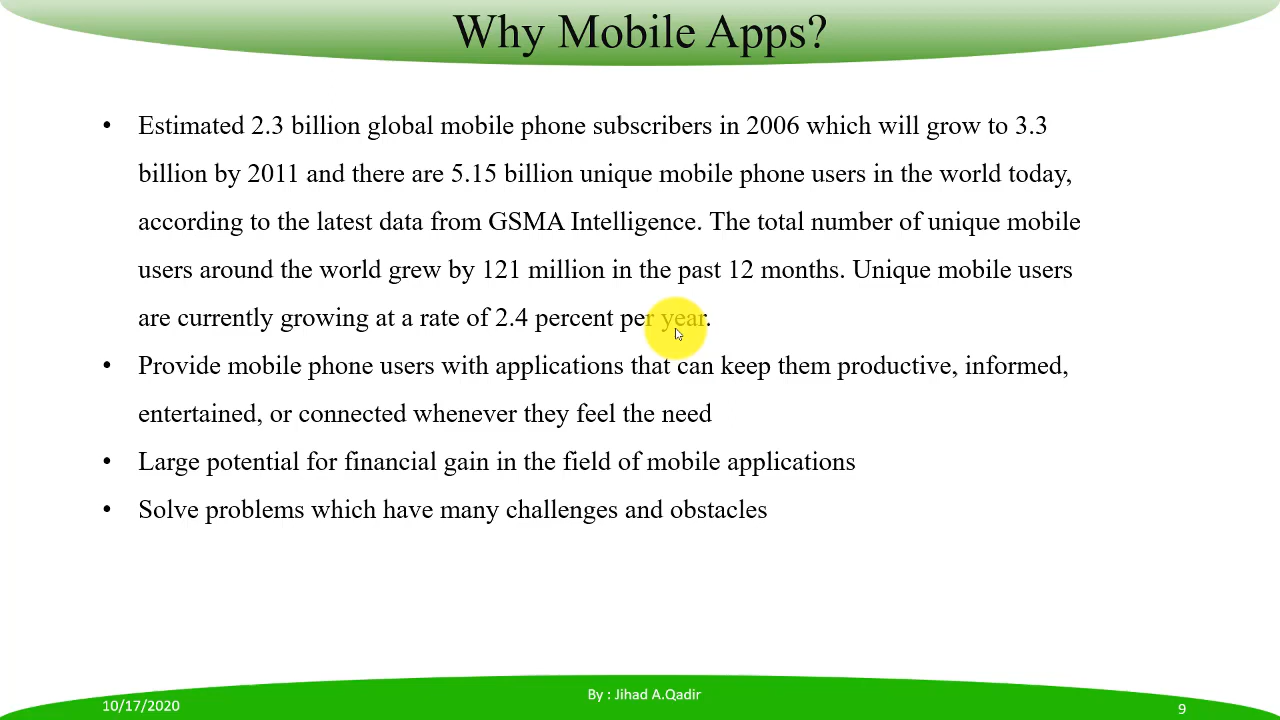 Why Mobile Apps?
• Estimated 2.3 billion global mobile phone subscribers in 2006 which will grow to 3.3
billion by 2011 and there are 5.15 billion unique mobile phone users in the world today,
according to the latest data from GSMA Intelligence. The total number of unique mobile
users around the world grew by 121 million in the past 12 months. Unique mobile users
are currently growing at a rate of 2.4 percent per year.
• Provide mobile phone users with applications that can keep them productive, informed,
entertained, or connected whenever they feel the need
• Large potential for financial gain in the field of mobile applications
• Solve problems which have many challenges and obstacles
10/17/2020
By : Jihad A.Qadir
9